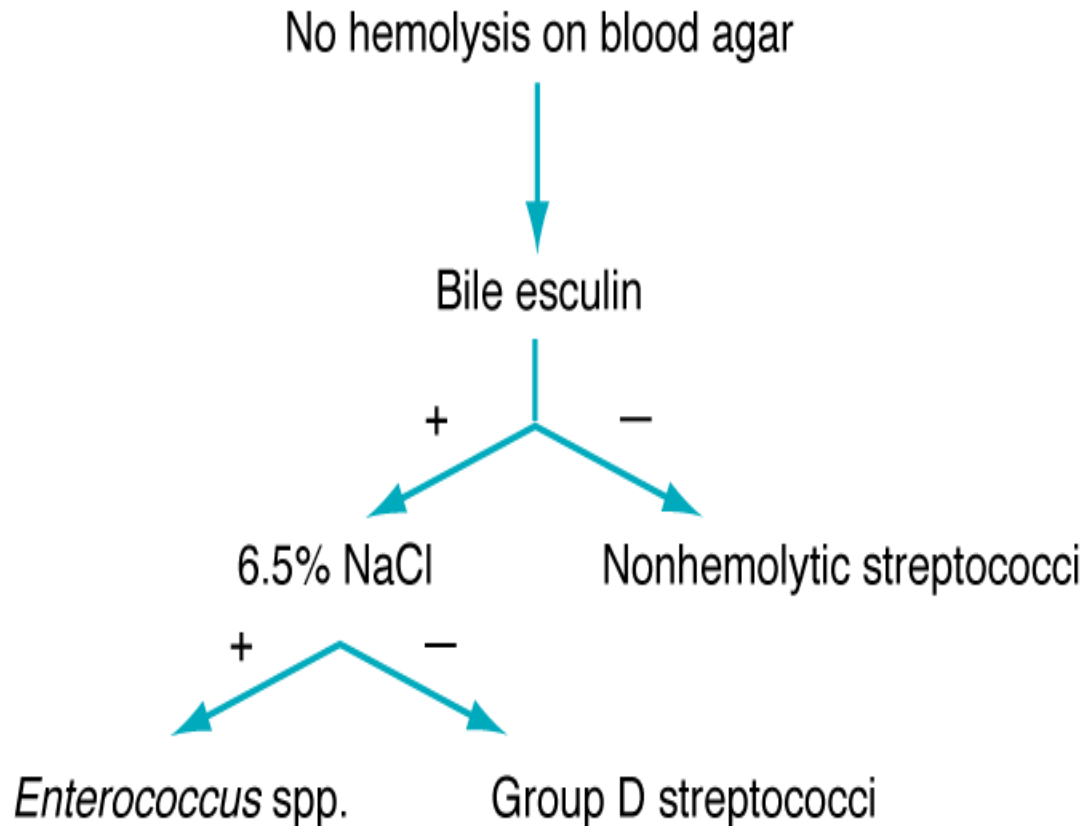 No hemolysis on blood agar
Bile esculin
+ −
6.5% NaCl Nonhemolytic streptococci
+ −
Enterococcus spp. Group D streptococci